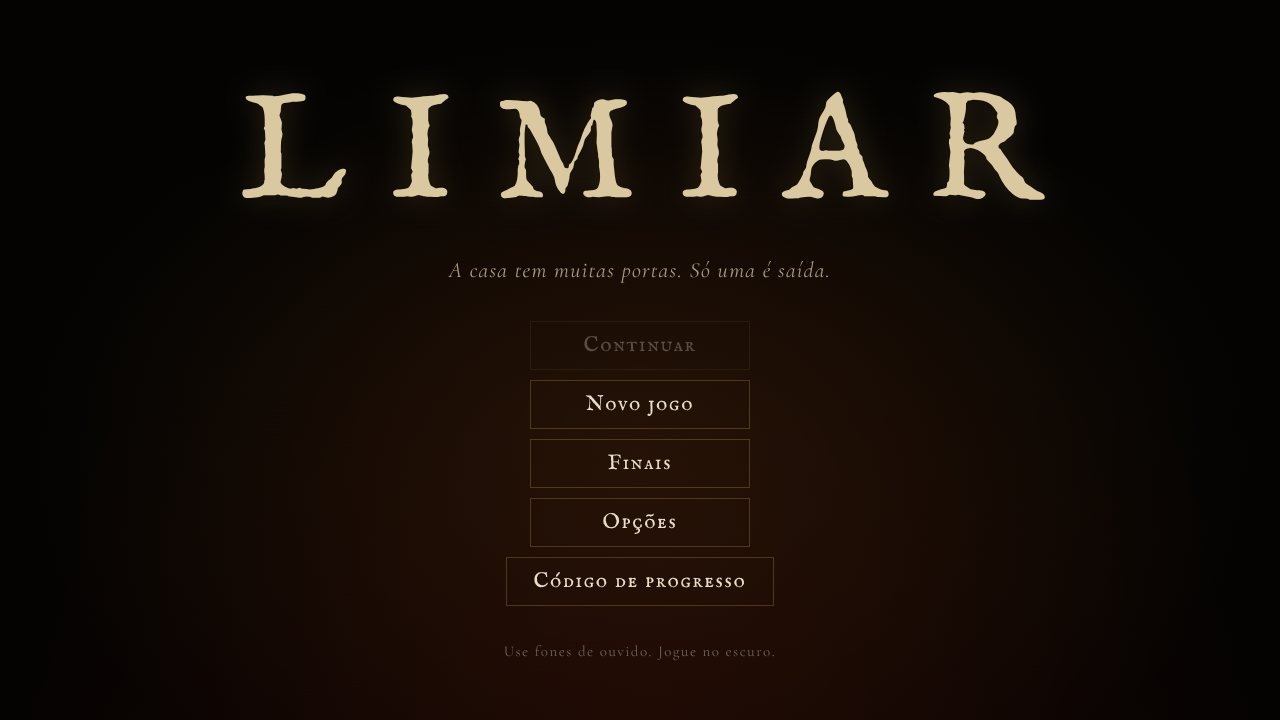 LIMIAR
A casa tem muitas portas. Só uma é saída.
Continuar
Novo jogo
Finais
Opções
Código de progresso
Use fones de ouvido. Jogue no escuro.